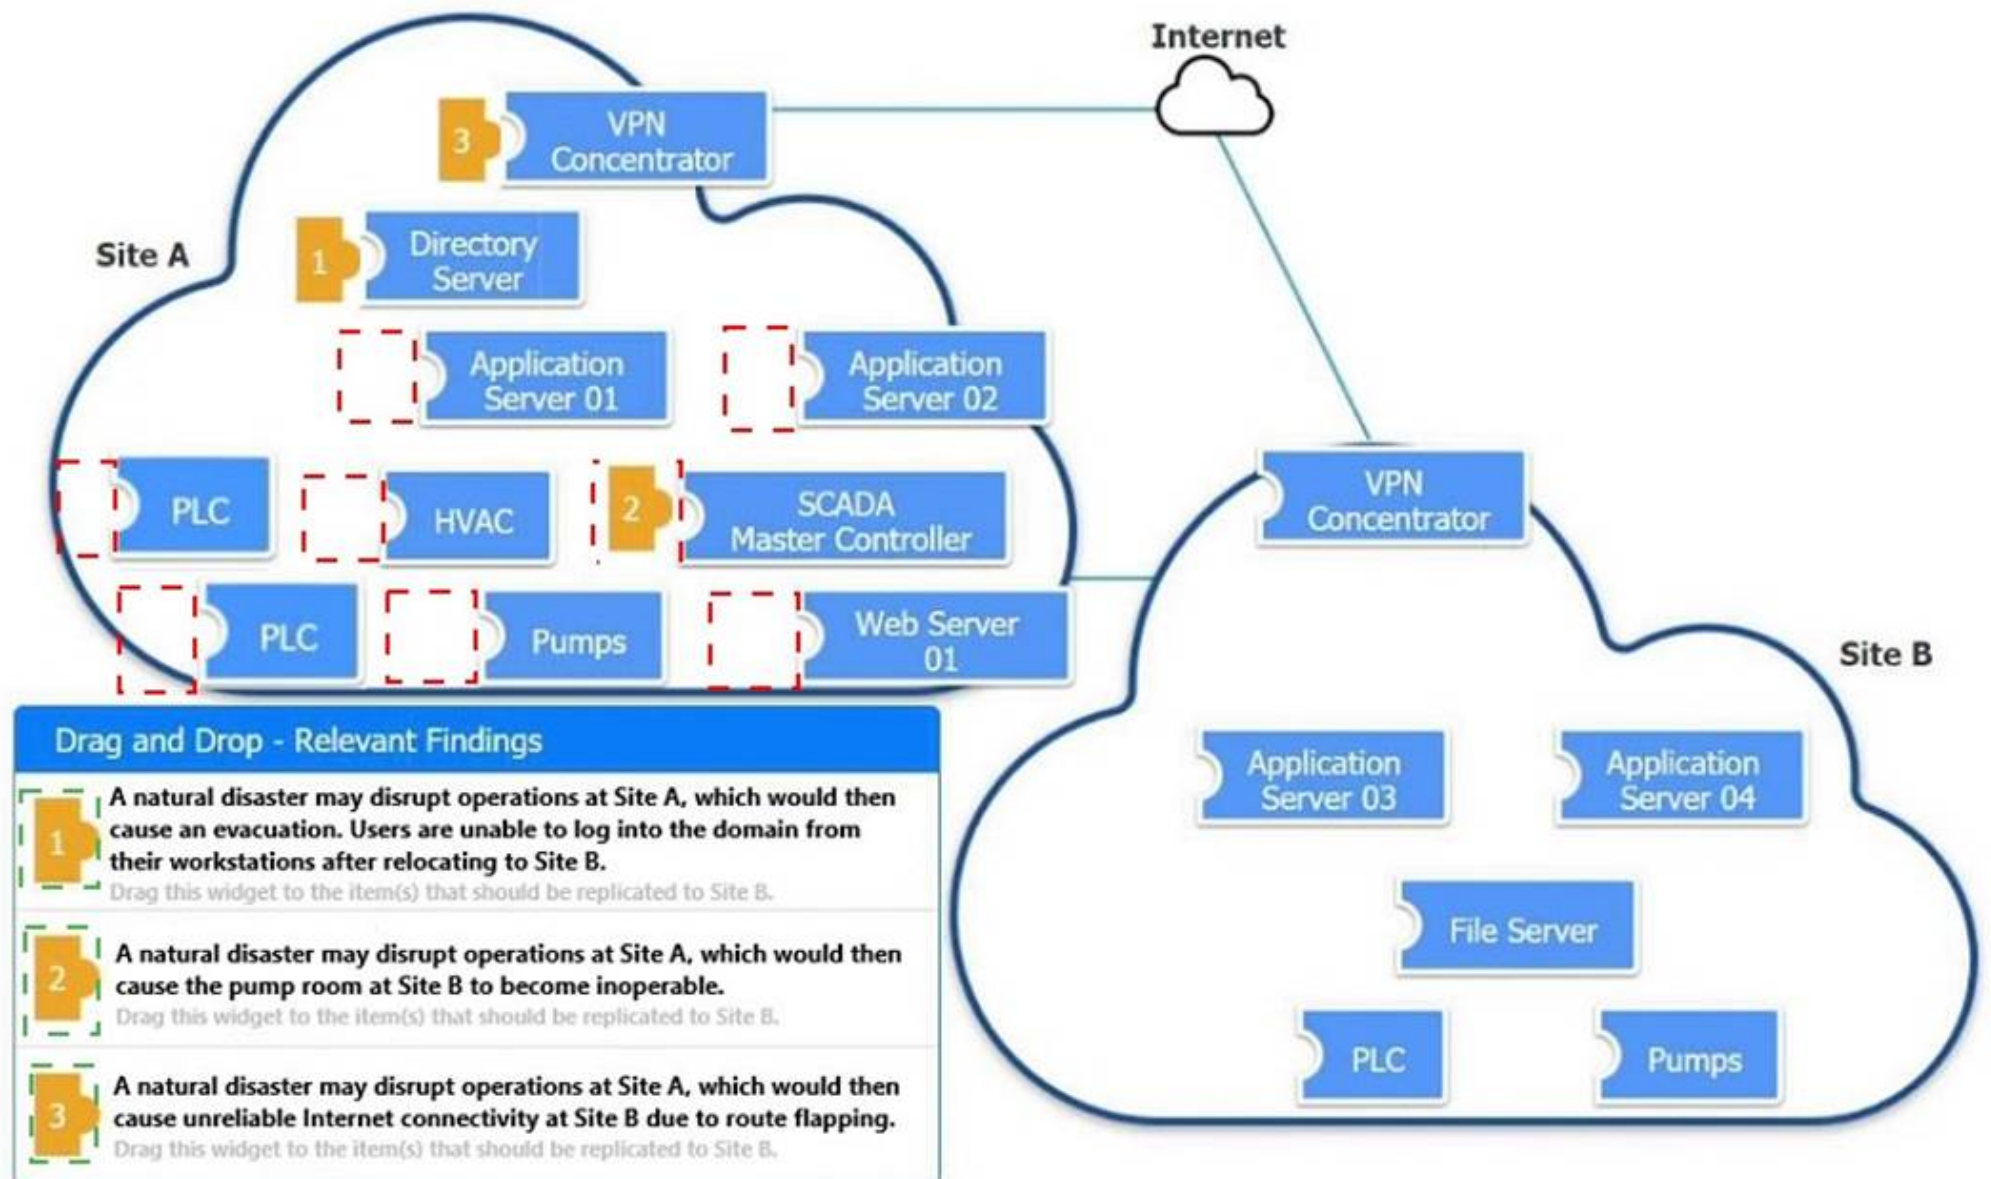 Internet
3
VPN
Concentrator
Site A
1
Directory
Server
Application
Server 01
Application
Server 02
PLC
HVAC
2
SCADA
Master Controller
VPN
Concentrator
PLC
Pumps
Web Server
01
Site B
Drag and Drop - Relevant Findings
1
A natural disaster may disrupt operations at Site A, which would then
cause an evacuation. Users are unable to log into the domain from
their workstations after relocating to Site B.
Drag this widget to the item(s) that should be replicated to Site B.
2
A natural disaster may disrupt operations at Site A, which would then
cause the pump room at Site B to become inoperable.
Drag this widget to the item(s) that should be replicated to Site B.
3
A natural disaster may disrupt operations at Site A, which would then
cause unreliable Internet connectivity at Site B due to route flapping.
Drag this widget to the item(s) that should be replicated to Site B.
Application
Server 03
Application
Server 04
File Server
PLC
Pumps